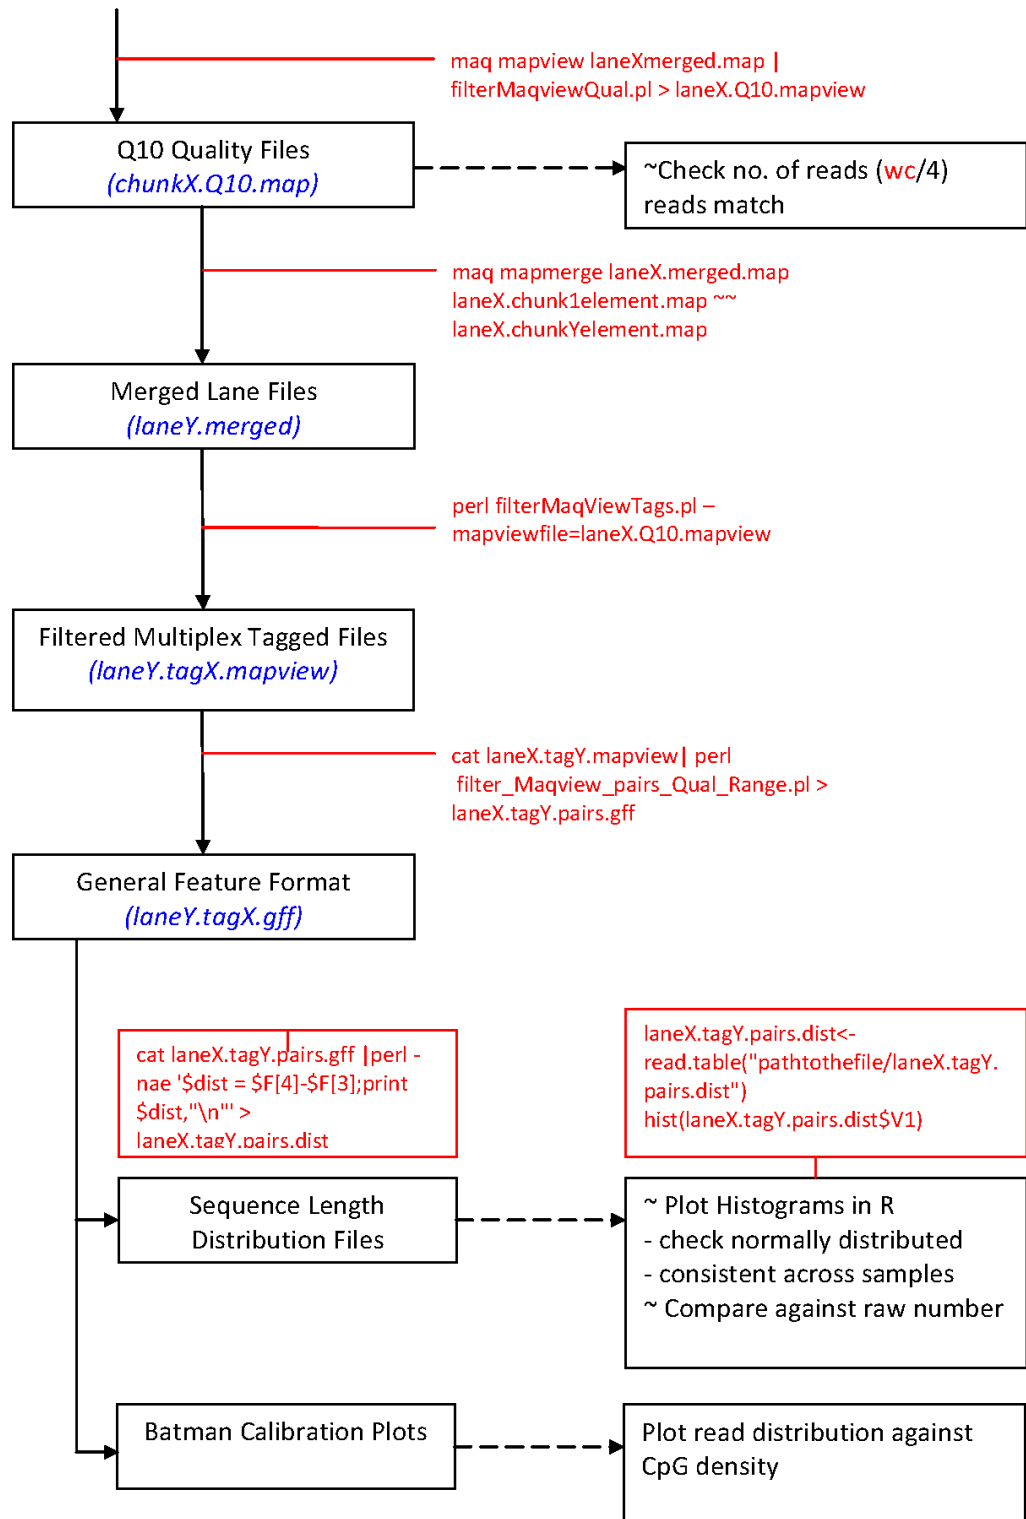 maq mapview laneXmerged.map |
filterMaqviewQual.pl > laneX.Q10.mapview
Q10 Quality Files
(chunkX.Q10.map)
~Check no. of reads (wc/4)
reads match
maq mapmerge laneX.merged.map
laneX.chunk1element.map ~~
laneX.chunkYelement.map
Merged Lane Files
(laneY.merged)
perl filterMaqViewTags.pl –
mapviewfile=laneX.Q10.mapview
Filtered Multiplex Tagged Files
(laneY.tagX.mapview)
cat laneX.tagY.mapview| perl
filter_Maqview_pairs_Qual_Range.pl >
laneX.tagY.pairs.gff
General Feature Format
(laneY.tagX.gff)
cat laneX.tagY.pairs.gff |perl -
nae '$dist = $F[4]-$F[3];print
$dist,"\n"' >
laneX.tagY.pairs.dist
laneX.tagY.pairs.dist<-
read.table("pathtothefile/laneX.tagY.
pairs.dist")
hist(laneX.tagY.pairs.dist$V1)
Sequence Length
Distribution Files
~ Plot Histograms in R
- check normally distributed
- consistent across samples
~ Compare against raw number
Batman Calibration Plots
Plot read distribution against
CpG density